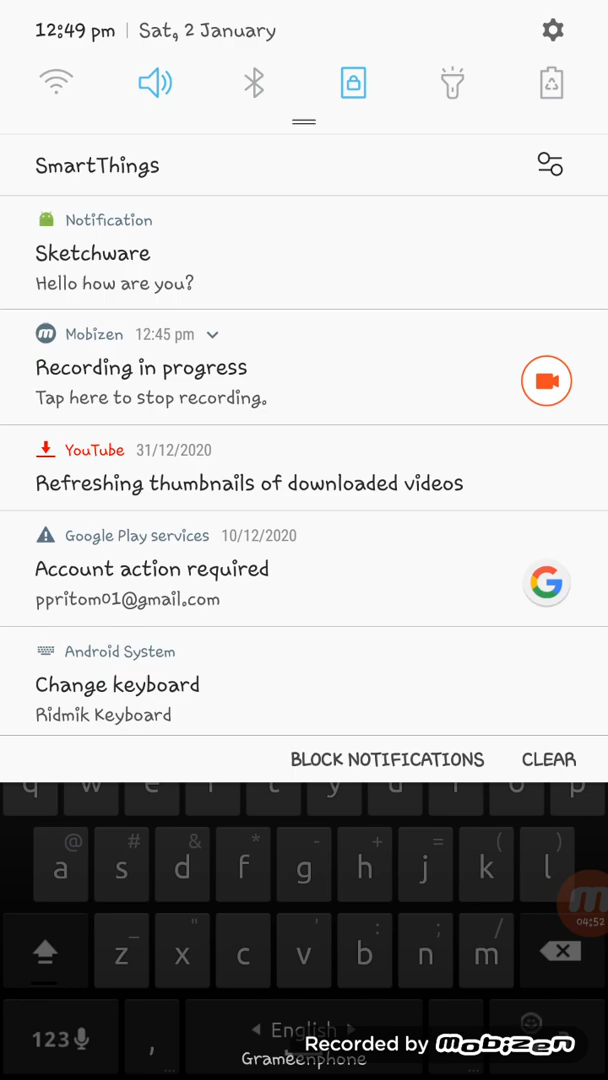 12:49 pm | Sat, 2 January
SmartThings
Notification
Sketchware
Hello how are you?
Mobizen 12:45 pm
Recording in progress
Tap here to stop recording.
YouTube 31/12/2020
Refreshing thumbnails of downloaded videos
Google Play services 10/12/2020
Account action required
ppritom01@gmail.com
Android System
Change keyboard
Ridmik Keyboard
BLOCK NOTIFICATIONS CLEAR
q w e r t y u i o p
@ # & * - + = ( )
a s d f g h j k l
_ " ' : ; /
z x c v b n m
04:52
123 , English
Recorded by mobizen
Grameenphone